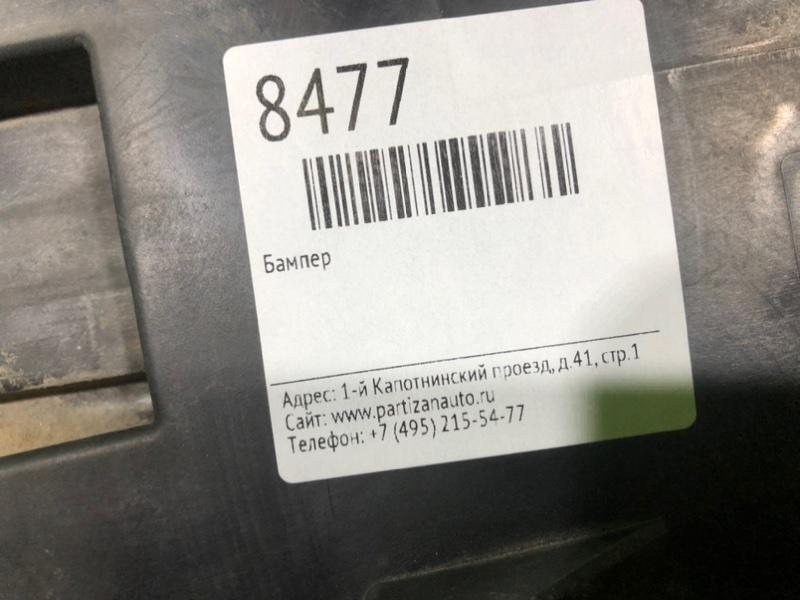 8477
Бампер
Адрес: 1-й Капотнинский проезд, д.41, стр.1
Сайт: www.partizanauto.ru
Телефон: +7 (495) 215-54-77